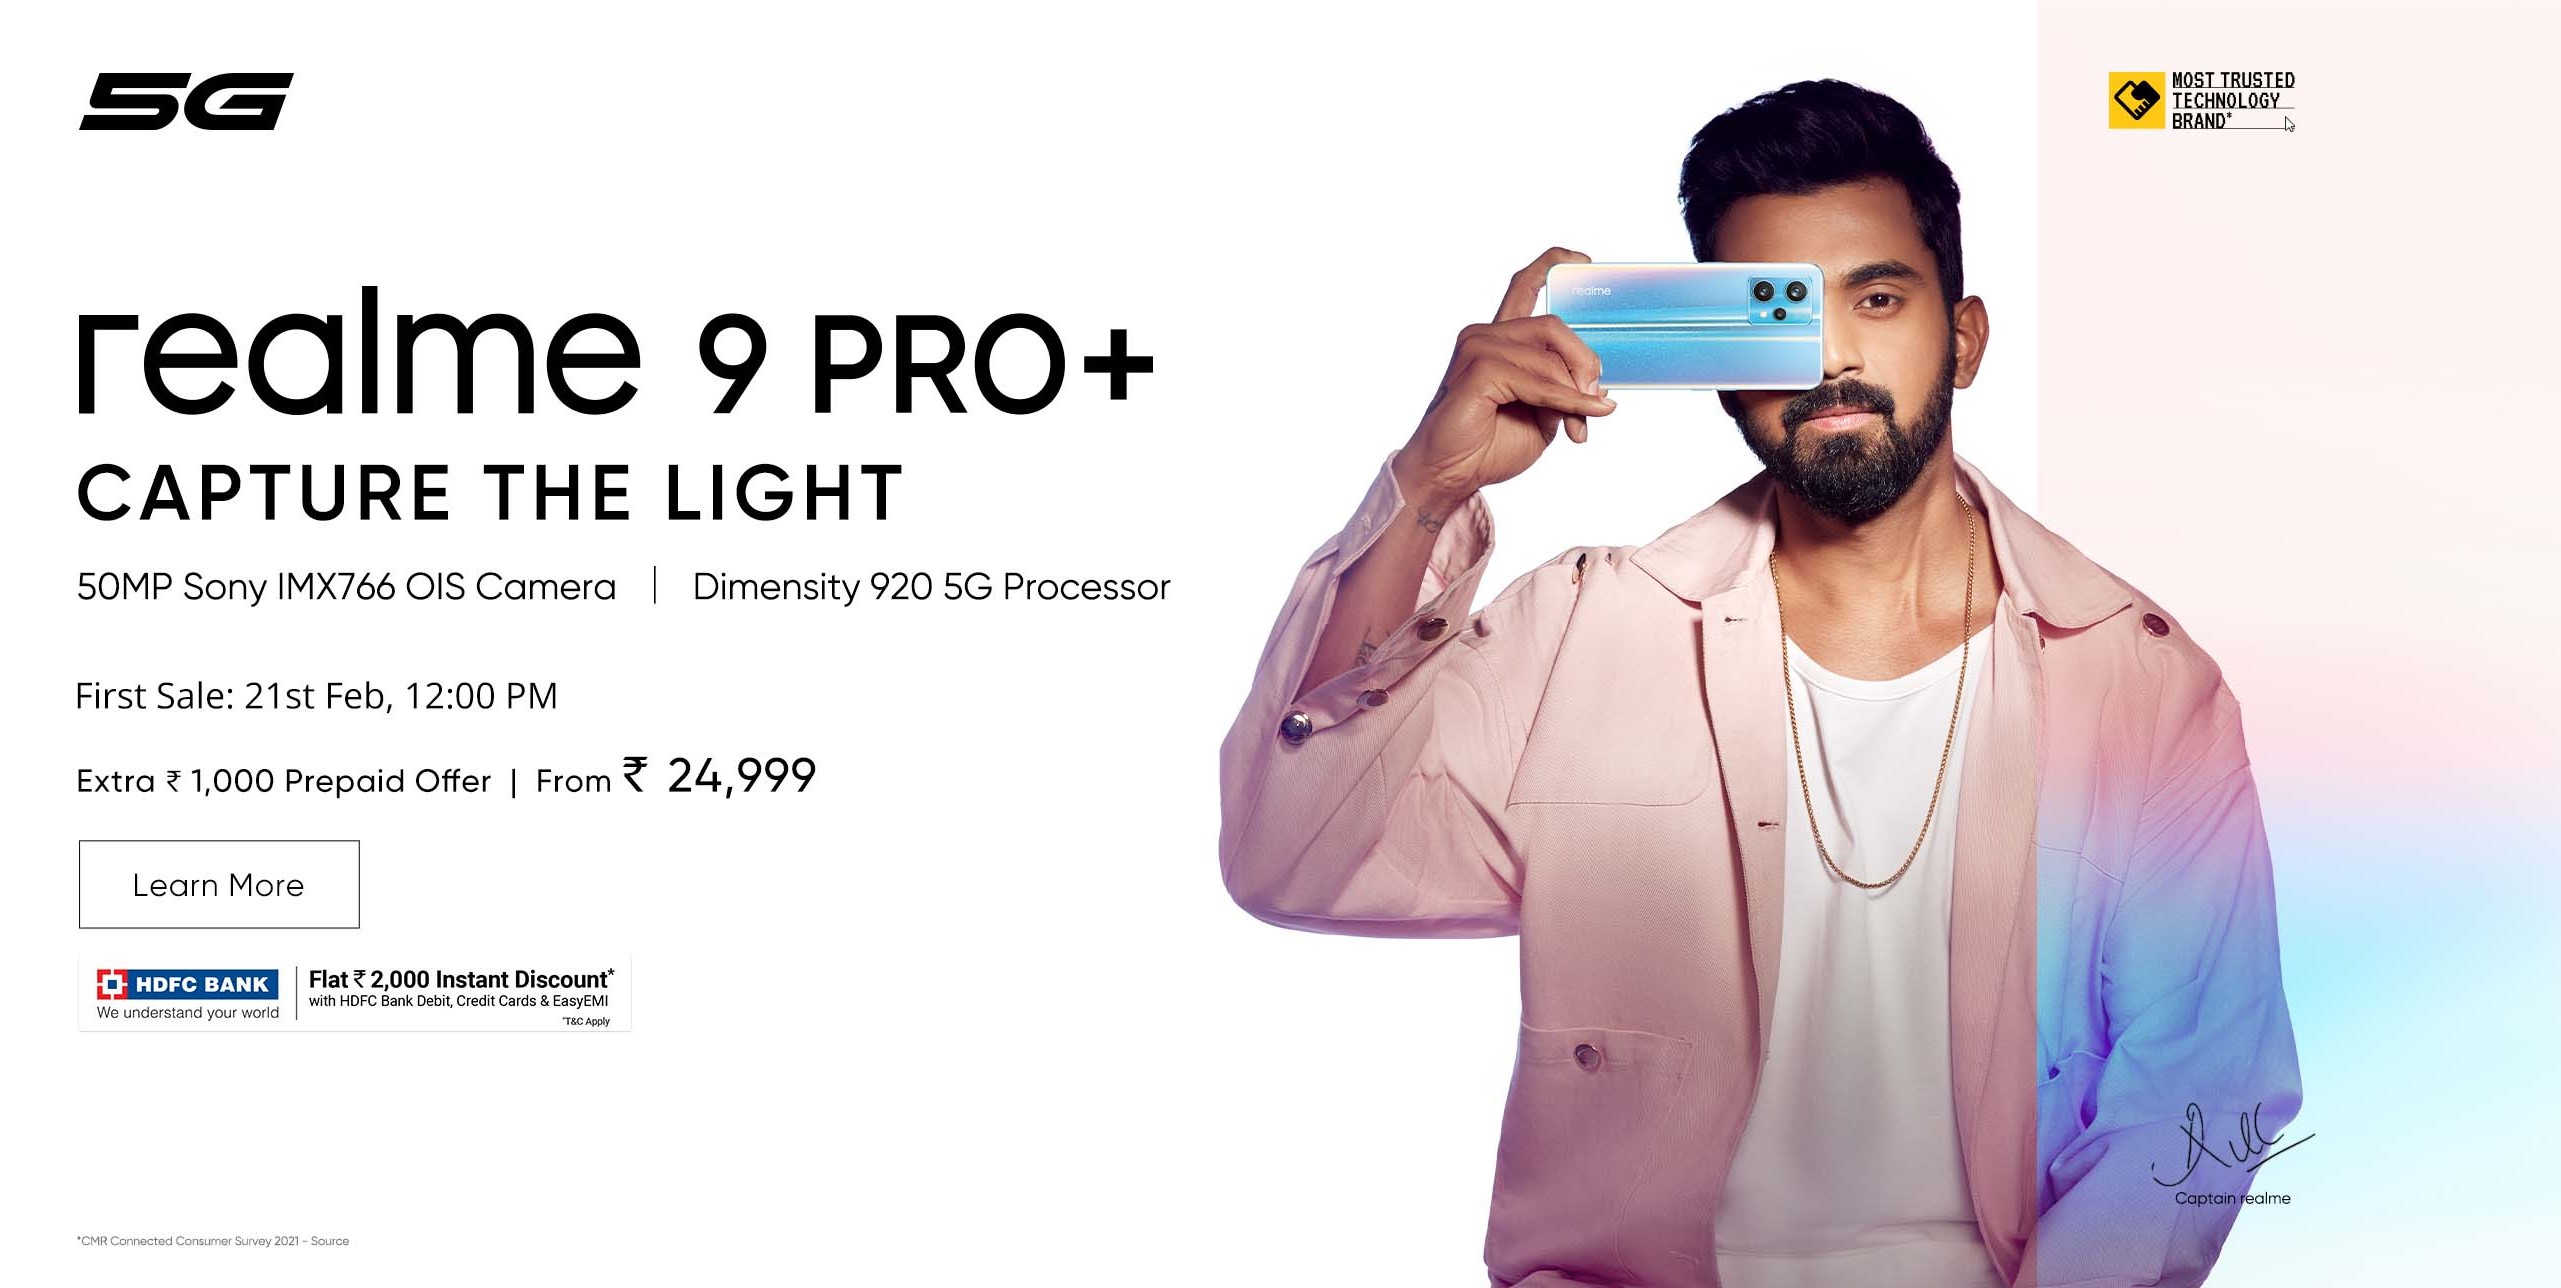 5G
MOST TRUSTED
TECHNOLOGY
BRAND*
realme 9 PRO+
CAPTURE THE LIGHT
50MP Sony IMX766 OIS Camera | Dimensity 920 5G Processor
First Sale: 21st Feb, 12:00 PM
Extra ₹ 1,000 Prepaid Offer | From ₹ 24,999
Learn More
HDFC BANK
We understand your world
Flat ₹ 2,000 Instant Discount*
with HDFC Bank Debit, Credit Cards & EasyEMI
*T&C Apply
realme
Captain realme
*CMR Connected Consumer Survey 2021 - Source